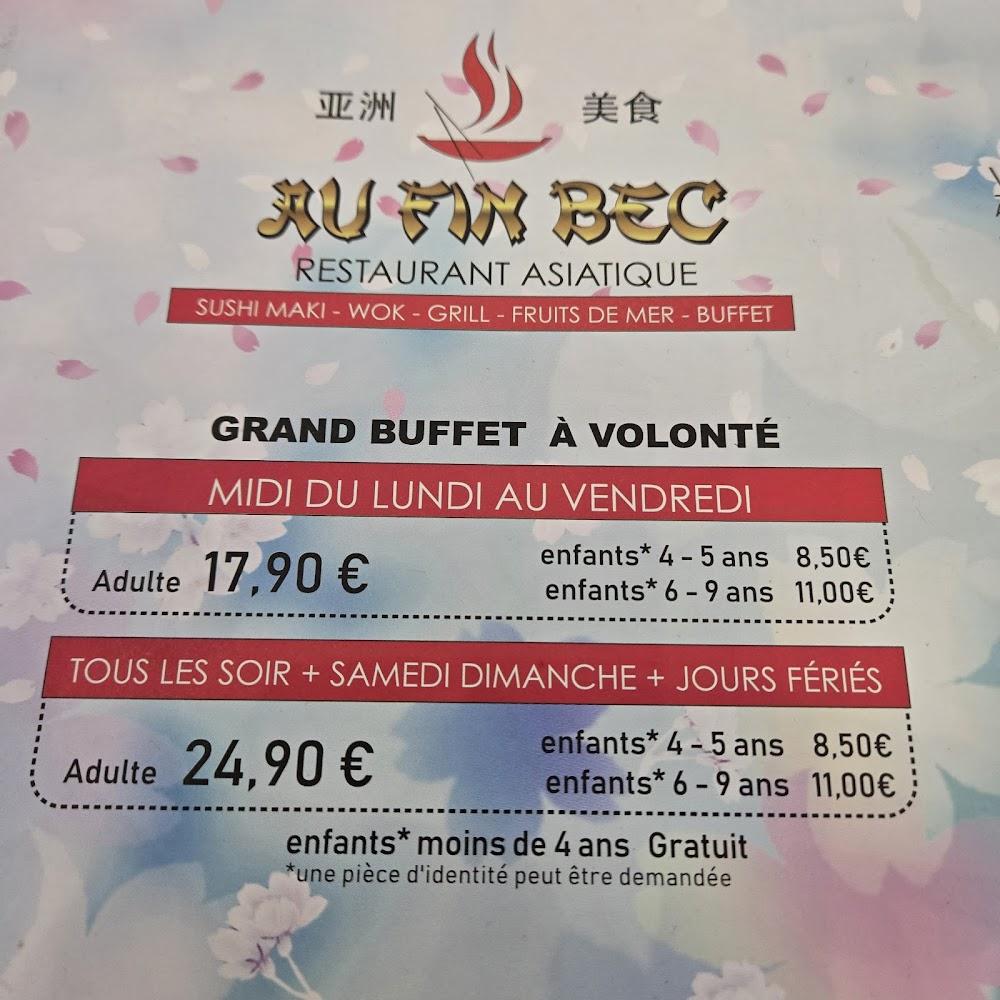 亚洲 美食
AU FIN BEC
RESTAURANT ASIATIQUE
SUSHI MAKI - WOK - GRILL - FRUITS DE MER - BUFFET
GRAND BUFFET À VOLONTÉ
MIDI DU LUNDI AU VENDREDI
Adulte 17,90 €
enfants* 4 - 5 ans 8,50€
enfants* 6 - 9 ans 11,00€
TOUS LES SOIR + SAMEDI DIMANCHE + JOURS FÉRIÉS
Adulte 24,90 €
enfants* 4 - 5 ans 8,50€
enfants* 6 - 9 ans 11,00€
enfants* moins de 4 ans Gratuit
*une pièce d'identité peut être demandée